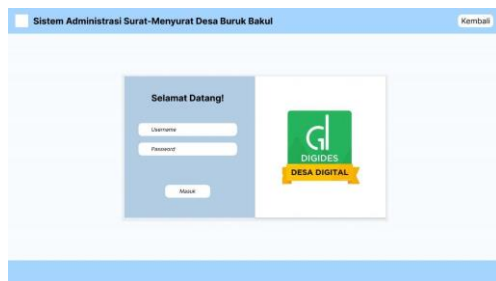 Sistem Administrasi Surat-Menyurat Desa Buruk Bakul
Kembali
Selamat Datang!
Username
Password
Masuk
DIGIDES
DESA DIGITAL